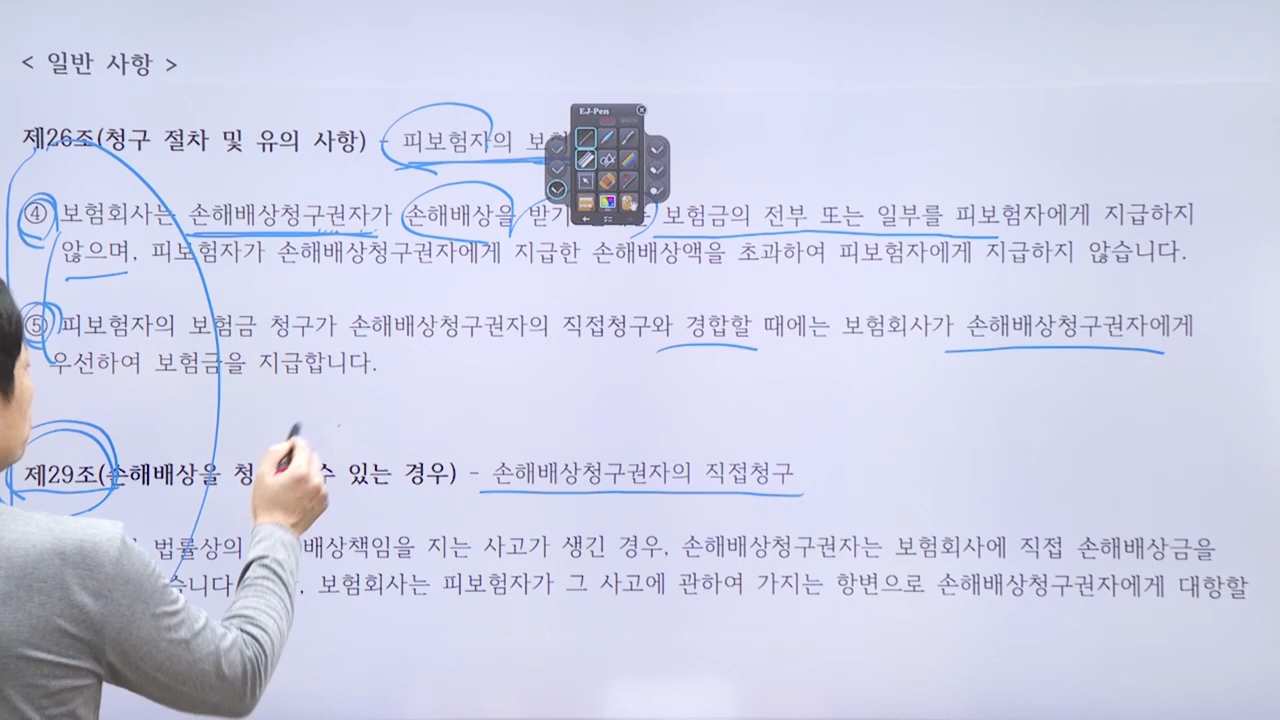 < 일반 사항 >
제26조(청구 절차 및 유의 사항) - 피보험자의
EJ-Pen
④ 보험회사는 손해배상청구권자가 손해배상을 받기 보험금의 전부 또는 일부를 피보험자에게 지급하지
않으며, 피보험자가 손해배상청구권자에게 지급한 손해배상액을 초과하여 피보험자에게 지급하지 않습니다.
⑤ 피보험자의 보험금 청구가 손해배상청구권자의 직접청구와 경합할 때에는 보험회사가 손해배상청구권자에게
우선하여 보험금을 지급합니다.
제29조(손해배상을 청 수 있는 경우) - 손해배상청구권자의 직접청구
법률상의 배상책임을 지는 사고가 생긴 경우, 손해배상청구권자는 보험회사에 직접 손해배상금을
습니다 보험회사는 피보험자가 그 사고에 관하여 가지는 항변으로 손해배상청구권자에게 대항할